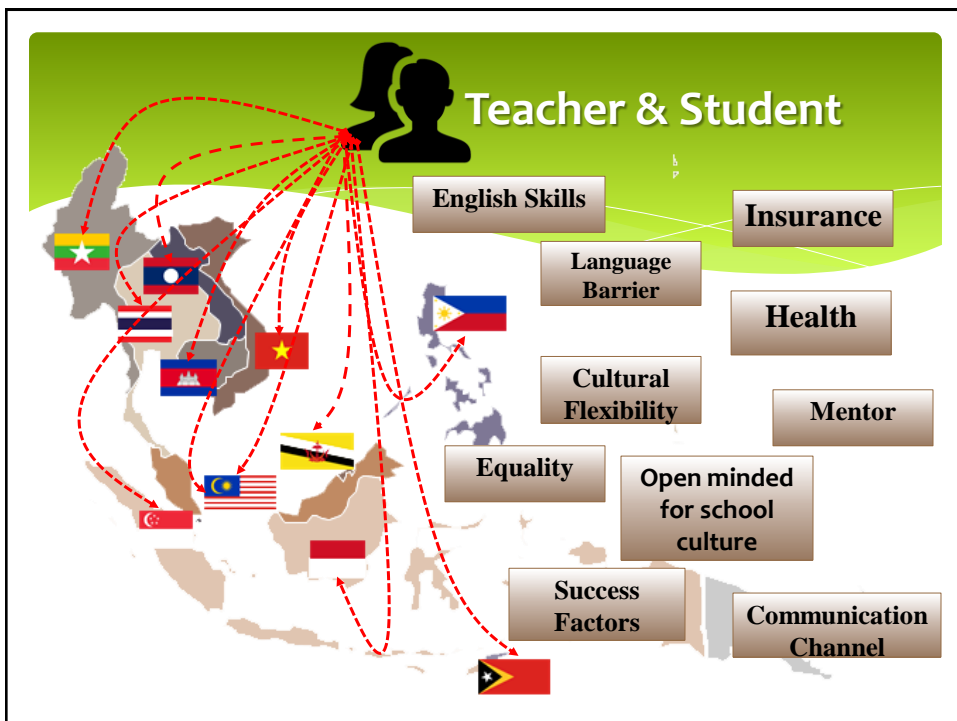 Teacher & Student
English Skills
Insurance
Language
Barrier
Health
Cultural
Flexibility
Mentor
Equality
Open minded
for school
culture
Success
Factors
Communication
Channel